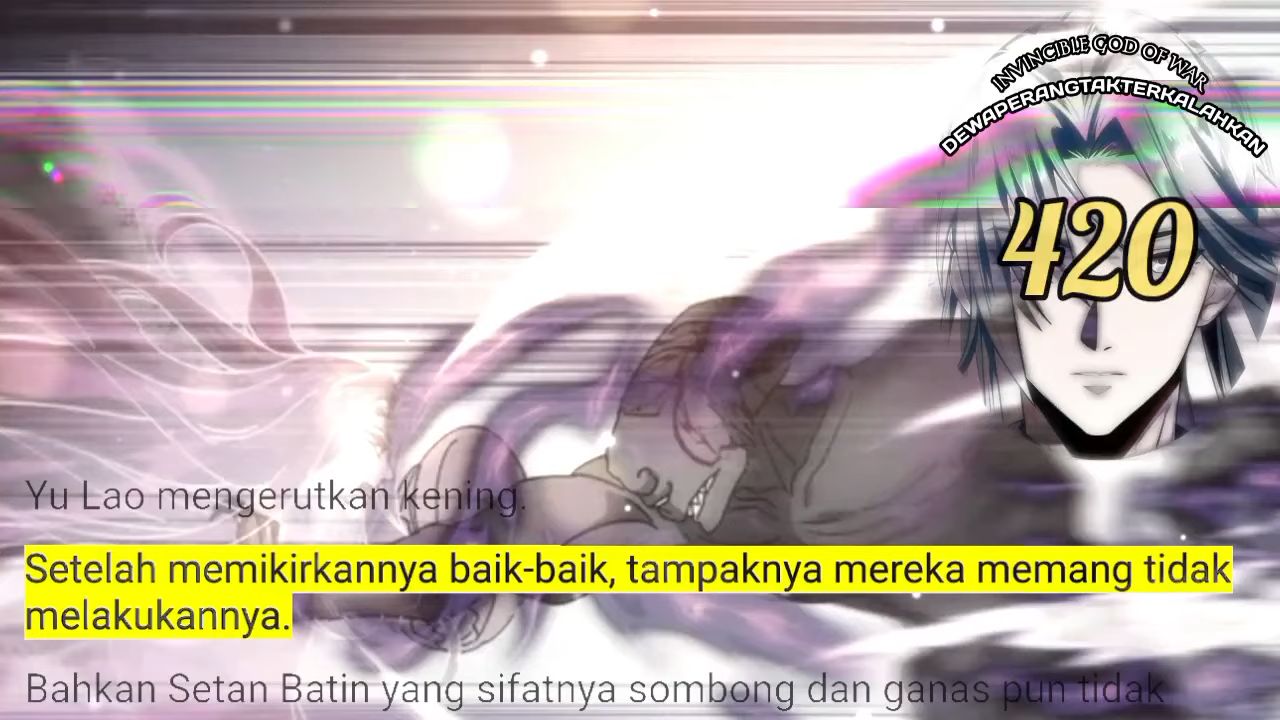 INVINCIBLE GOD OF WAR
DEWAPERANGTAKTERKALAHKAN
420
Yu Lao mengerutkan kening.
Setelah memikirkannya baik-baik, tampaknya mereka memang tidak
melakukannya.
Bahkan Setan Batin yang sifatnya sombong dan ganas pun tidak